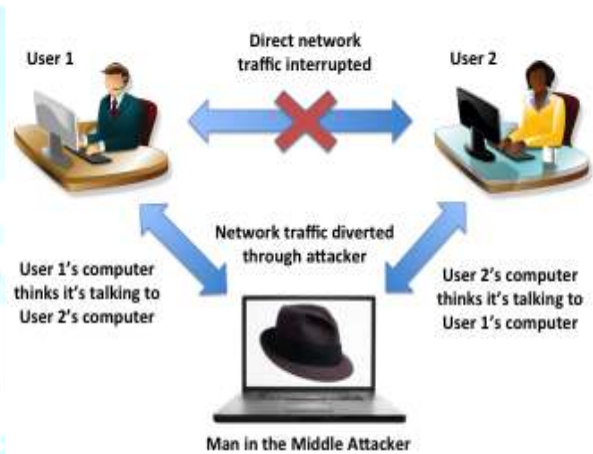 User 1
Direct network
traffic interrupted
User 2
Network traffic diverted
through attacker
User 1's computer
thinks it's talking to
User 2's computer
User 2's computer
thinks it's talking to
User 1's computer
Man in the Middle Attacker